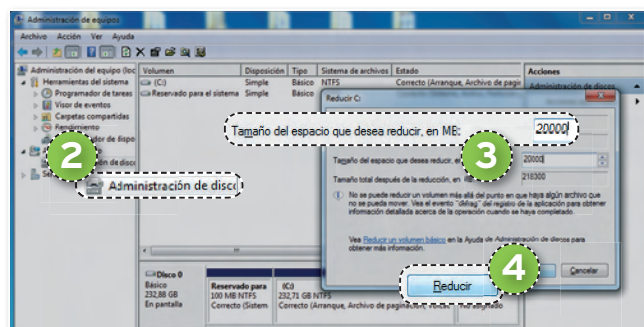 Administración de equipos
Archivo Acción Ver Ayuda
Administración del equipo (loc
Herramientas del sistema
Programador de tareas
Visor de eventos
Carpetas compartidas
Rendimiento
2
Administración de disco
Volumen Disposición Tipo Sistema de archivos Estado
(C:) Simple Básico NTFS Correcto (Arranque, Archivo de pagin
Reservado para el sistema Simple Básico
Acciones
Administración de discos
Reducir C:
Tamaño del espacio que desea reducir, en MB: 20000
3
Tamaño del espacio que desea reducir, 20000
Tamaño total después de la reducción, en 218300
No se puede reducir un volumen más allá del punto en que haya algún archivo que
no se pueda mover. Vea el evento "defrag" del registro de la aplicación para obtener
información detallada acerca de la operación cuando se
haya completado.
Vea Reducir un volumen básico en la Ayuda de Administración de discos para
obtener más información.
4
Reducir
Cancelar
Disco 0
Básico
232,88 GB
En pantalla
Reservado para
100 MB NTFS
Correcto (Sistem
(C:)
232,71 GB NTFS
Correcto (Arranque, Archivo de paginación, Volcac
No asignado